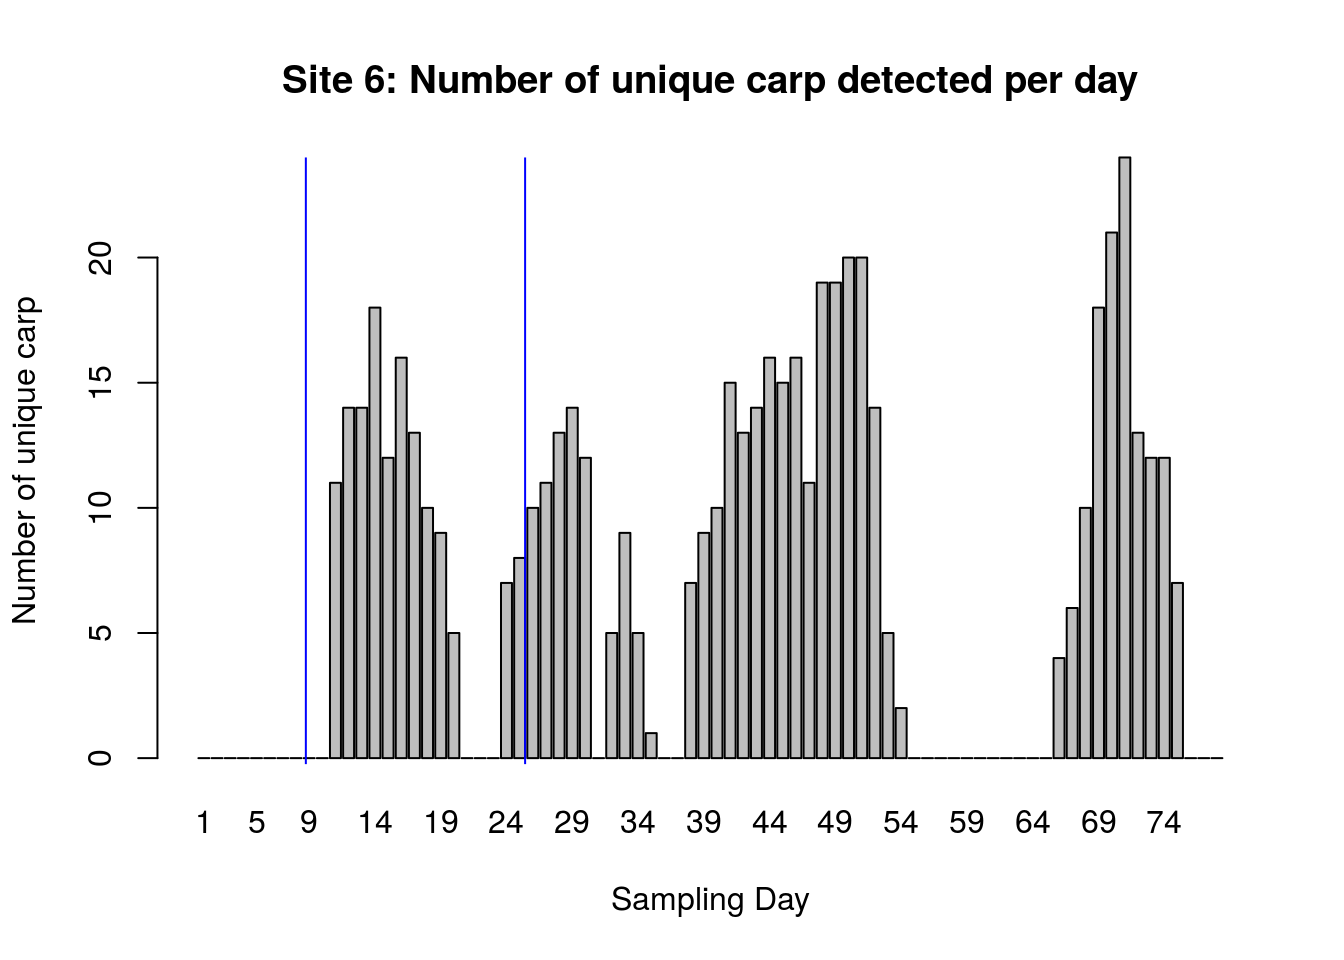 Site 6: Number of unique carp detected per day
Number of unique carp
20
15
10
5
0
1 5 9 14 19 24 29 34 39 44 49 54 59 64 69 74
Sampling Day